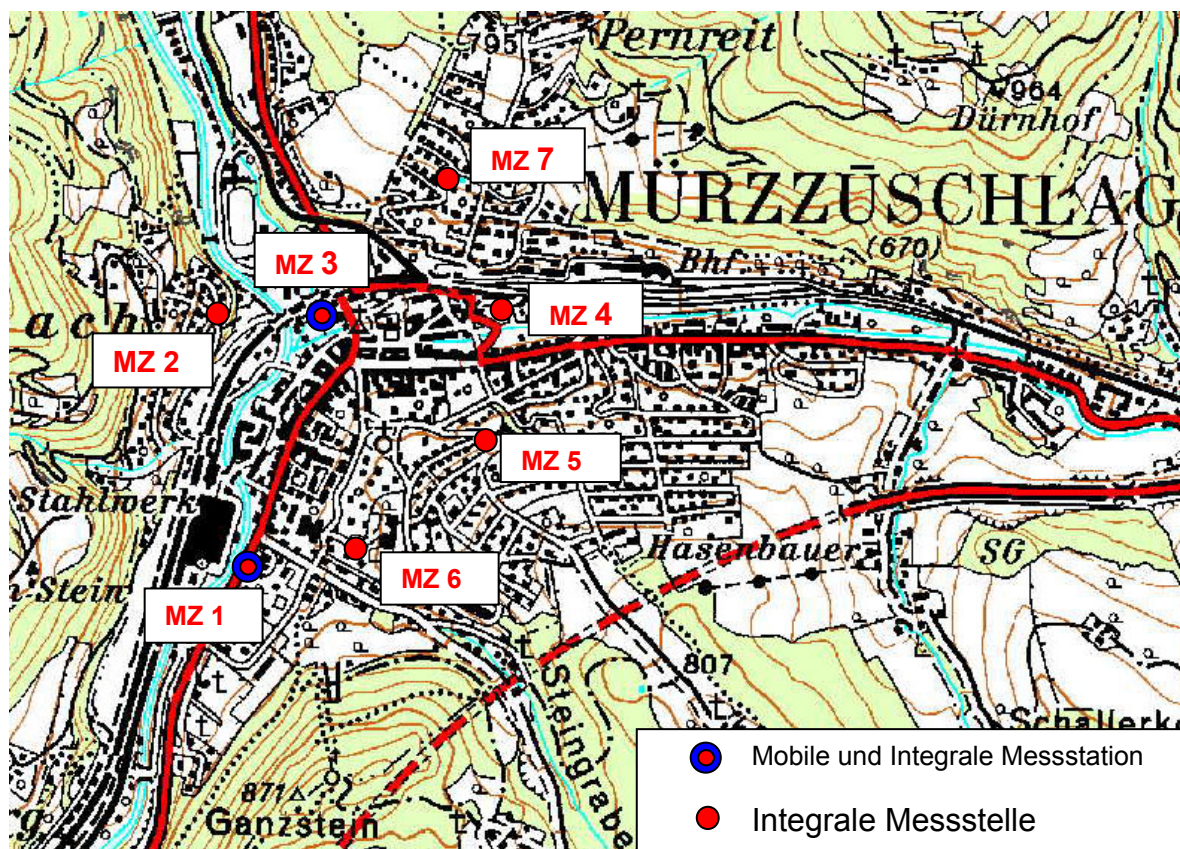 795
Pernreit
964
Dürnhof
MZ 7
MÜRZZUSCHLAG
(670)
Bhf.
MZ 3
MZ 4
ach
MZ 2
MZ 5
Stahlwerk
Hasenbauer
SG
MZ 6
-Stein
MZ 1
807
Steingrabe
Schallerk
871
Ganzstein
g
Mobile und Integrale Messstation
Integrale Messstelle